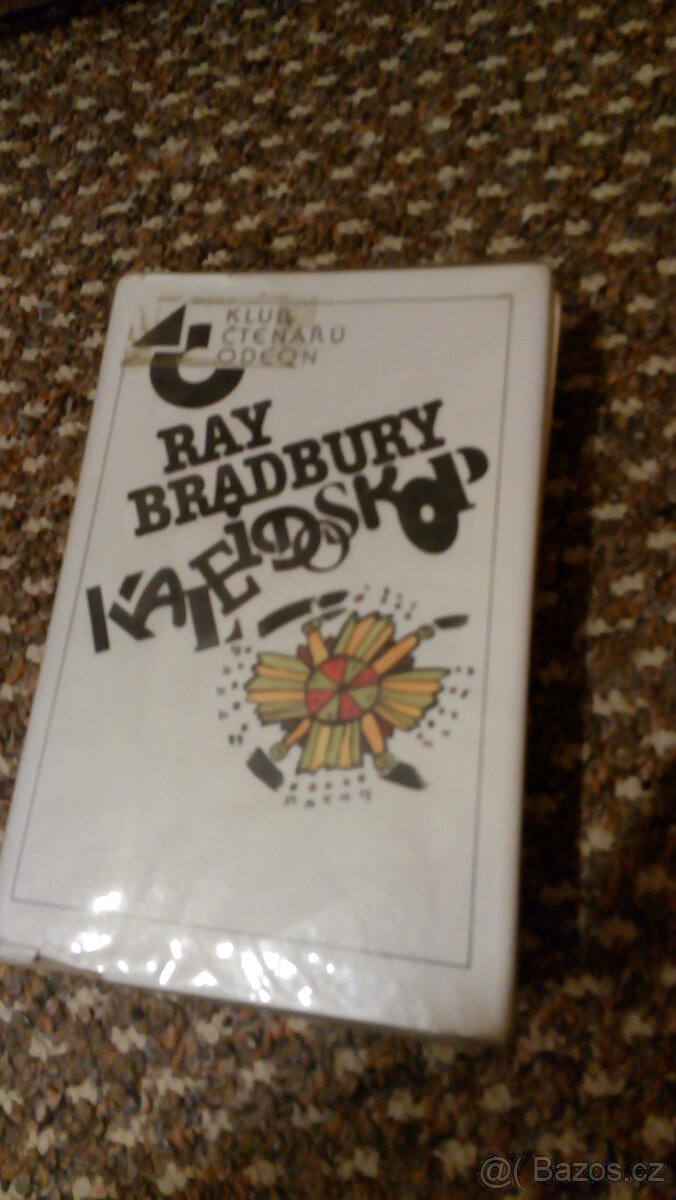 KLUB
ČTENÁŘŮ
ODEON
RAY
BRADBURY
KALEIDOSKOP
@( Bazos.cz